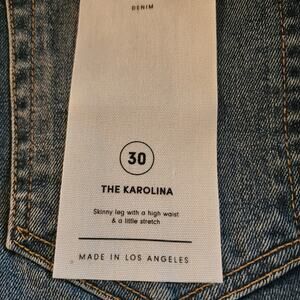 DENIM
30
THE KAROLINA
Skinny leg with a high waist
& a little stretch
MADE IN LOS ANGELES